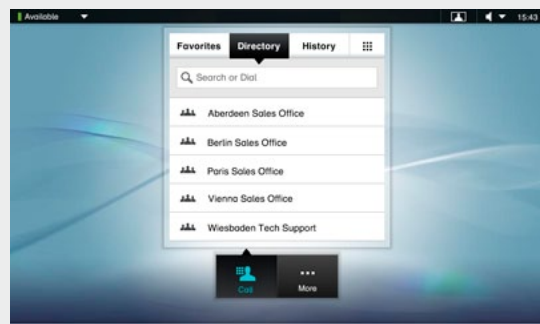 Available 15:43
Favorites Directory History
Search or Dial
Aberdeen Sales Office
Berlin Sales Office
Paris Sales Office
Vienna Sales Office
Wiesbaden Tech Support
Call More